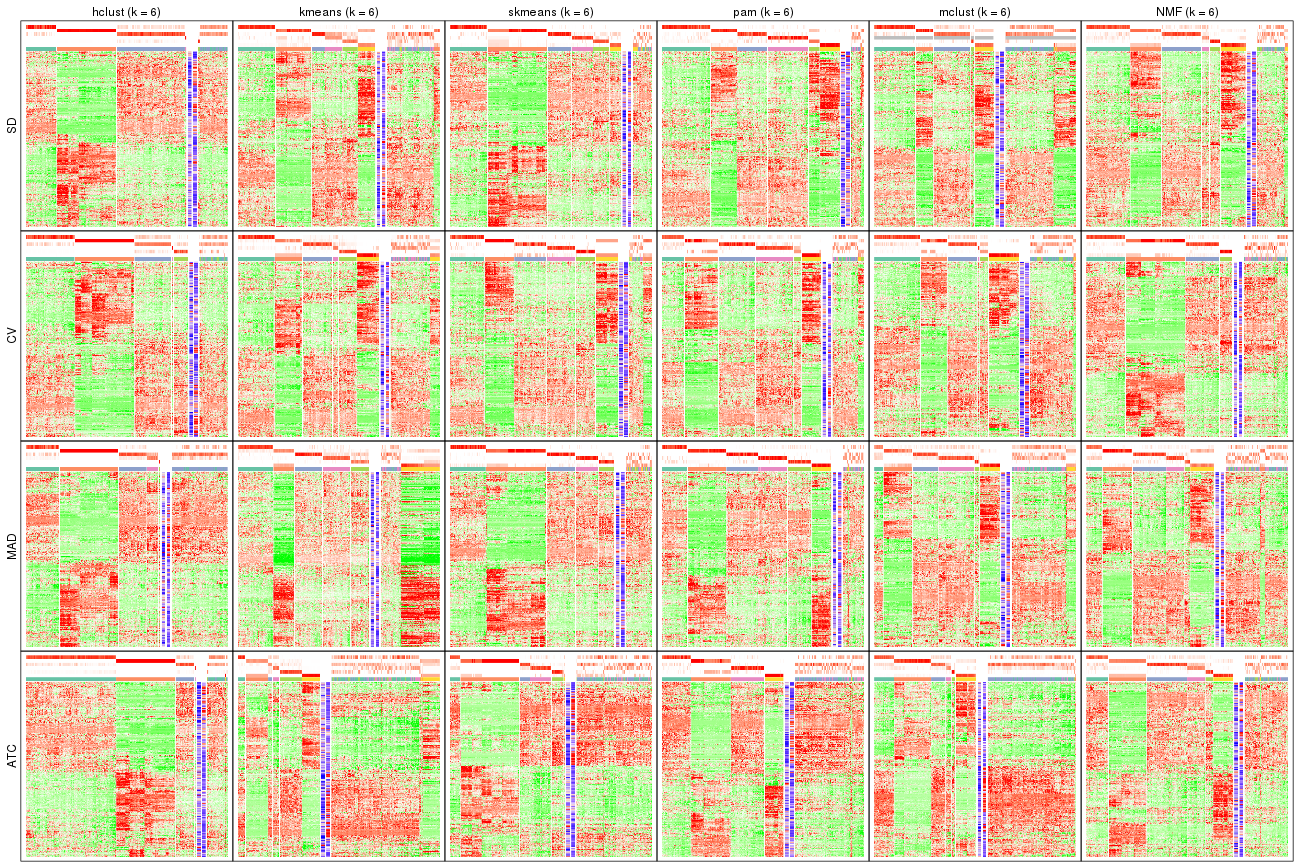 hclust (k = 6)
kmeans (k = 6)
skmeans (k = 6)
pam (k = 6)
mclust (k = 6)
NMF (k = 6)
SD
CV
MAD
ATC